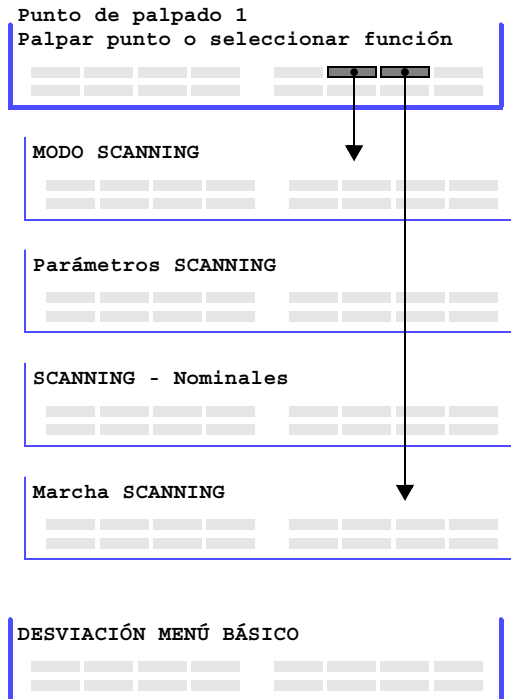 Punto de palpado 1
Palpar punto o seleccionar función
MODO SCANNING
Parámetros SCANNING
SCANNING - Nominales
Marcha SCANNING
DESVIACIÓN MENÚ BÁSICO